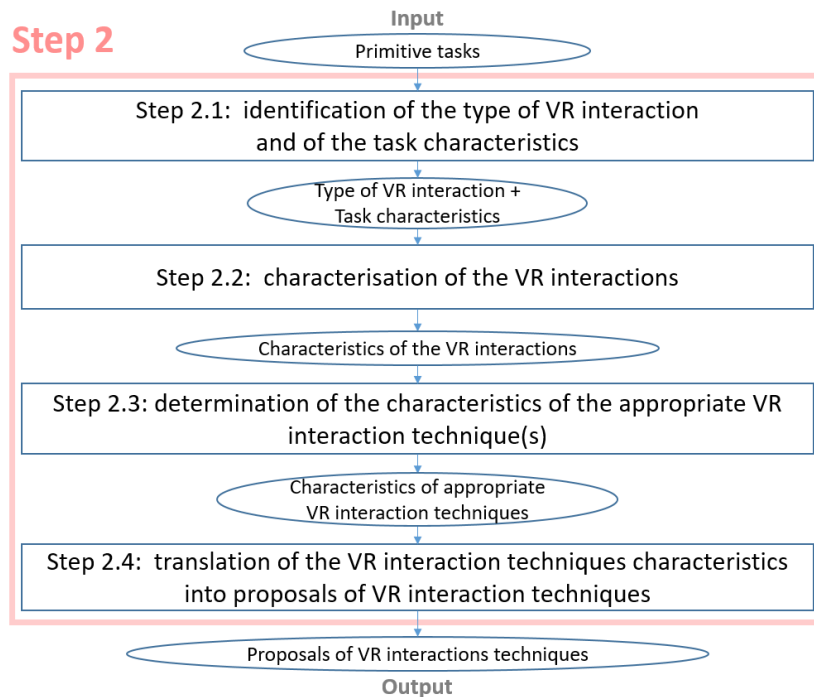 Input
Step 2
Primitive tasks
Step 2.1: identification of the type of VR interaction
and of the task characteristics
Type of VR interaction +
Task characteristics
Step 2.2: characterisation of the VR interactions
Characteristics of the VR interactions
Step 2.3: determination of the characteristics of the appropriate VR
interaction technique(s)
Characteristics of appropriate
VR interaction techniques
Step 2.4: translation of the VR interaction techniques characteristics
into proposals of VR interaction techniques
Proposals of VR interactions techniques
Output